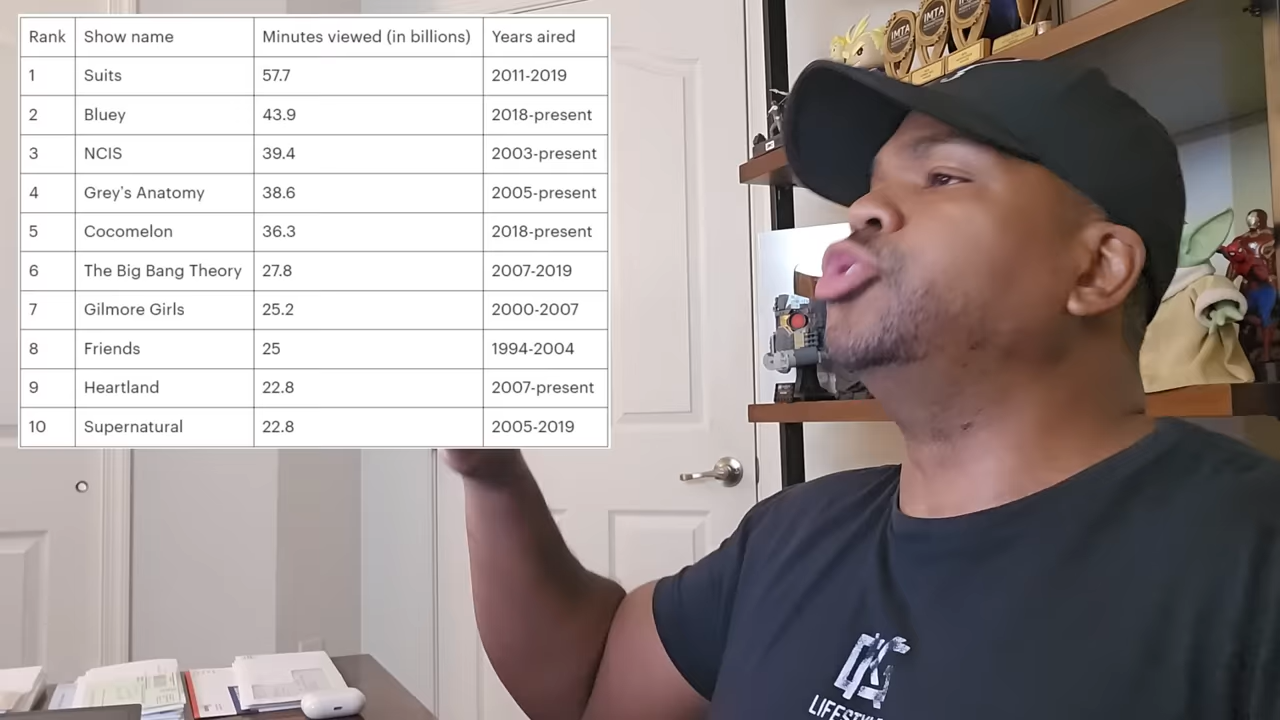 Rank Show name Minutes viewed (in billions) Years aired
1 Suits 57.7 2011-2019
2 Bluey 43.9 2018-present
3 NCIS 39.4 2003-present
4 Grey's Anatomy 38.6 2005-present
5 Cocomelon 36.3 2018-present
6 The Big Bang Theory 27.8 2007-2019
7 Gilmore Girls 25.2 2000-2007
8 Friends 25 1994-2004
9 Heartland 22.8 2007-present
10 Supernatural 22.8 2005-2019
IMTA IMTA